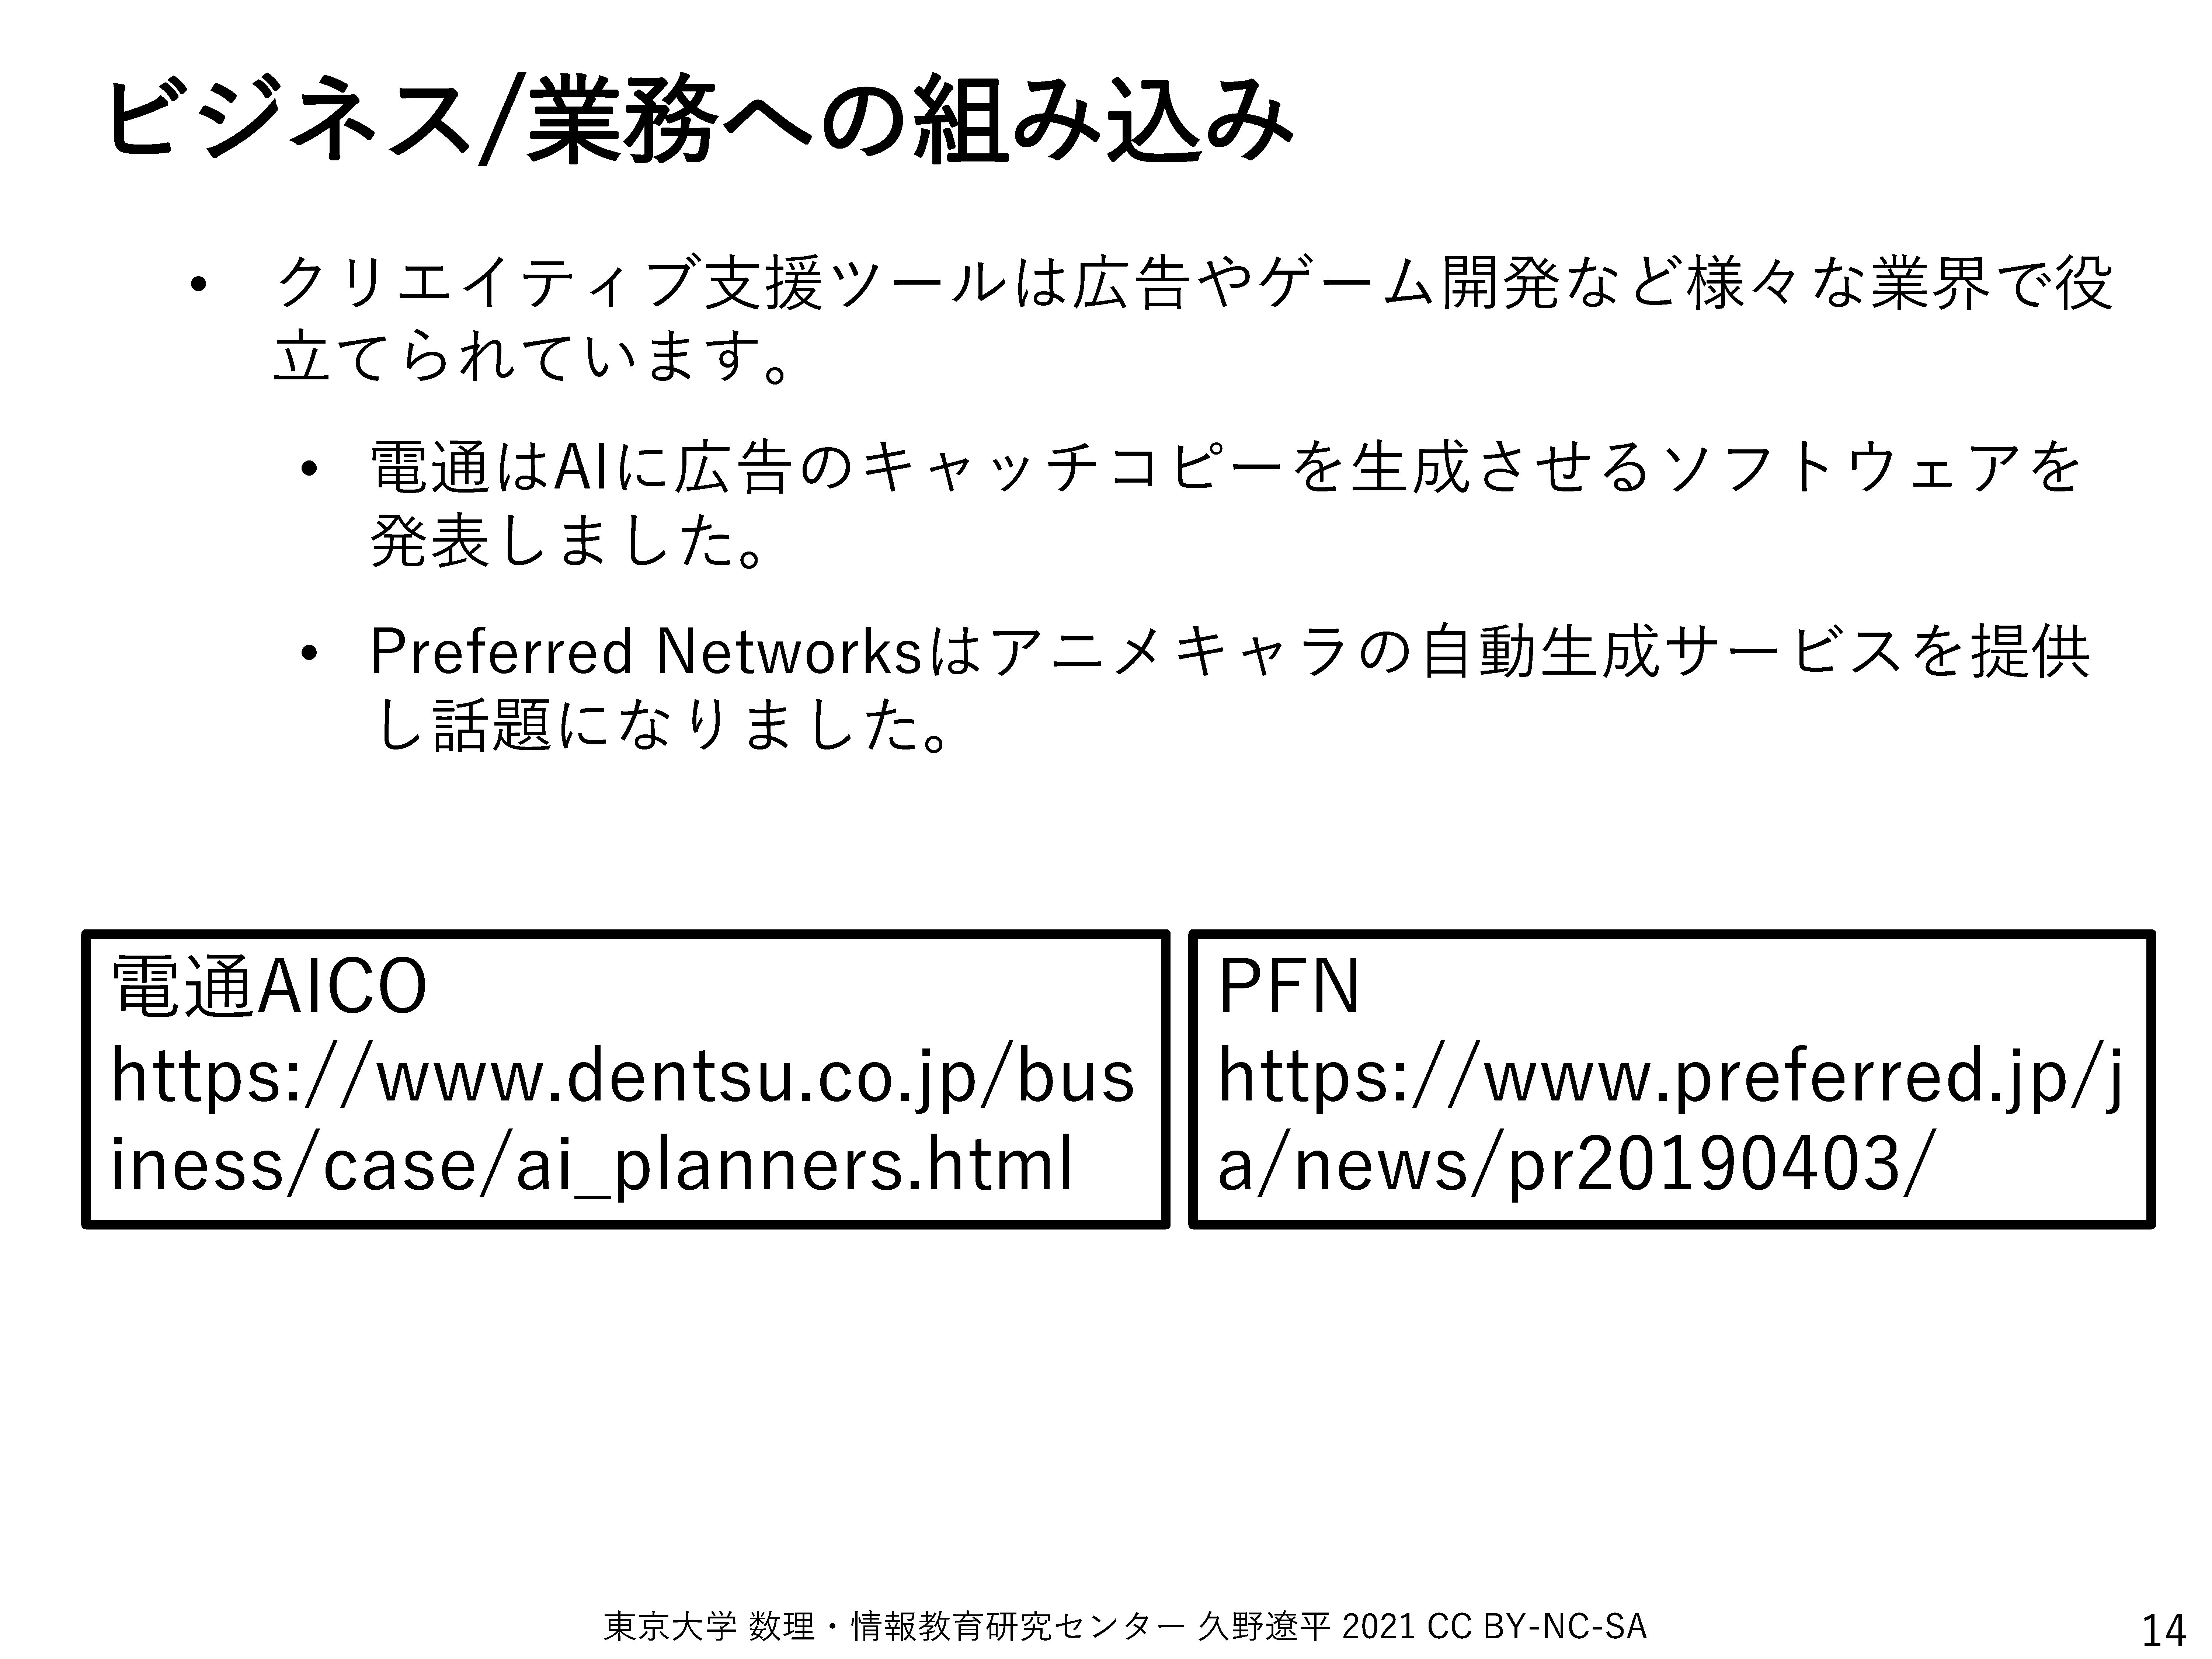 ビジネス/業務への組み込み
• クリエイティブ支援ツールは広告やゲーム開発など様々な業界で役
立てられています。
• 電通はAIに広告のキャッチコピーを生成させるソフトウェアを
発表しました。
• Preferred Networksはアニメキャラの自動生成サービスを提供
し話題になりました。
電通AICO
https://www.dentsu.co.jp/bus
iness/case/ai_planners.html
PFN
https://www.preferred.jp/j
a/news/pr20190403/
東京大学 数理・情報教育研究センター 久野遼平 2021 CC BY-NC-SA
14